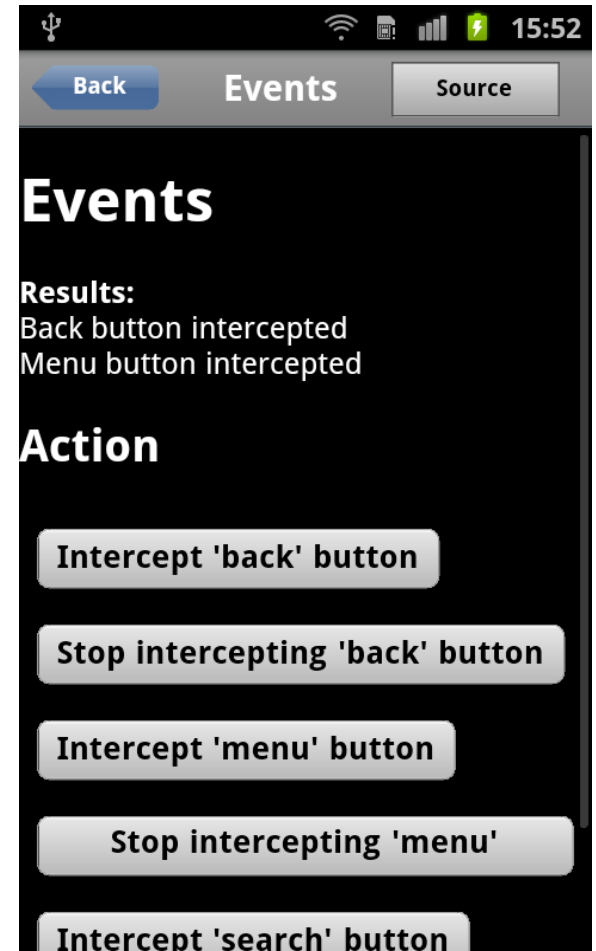 15:52
Back Events Source
Events
Results:
Back button intercepted
Menu button intercepted
Action
Intercept 'back' button
Stop intercepting 'back' button
Intercept 'menu' button
Stop intercepting 'menu'
Intercept 'search' button